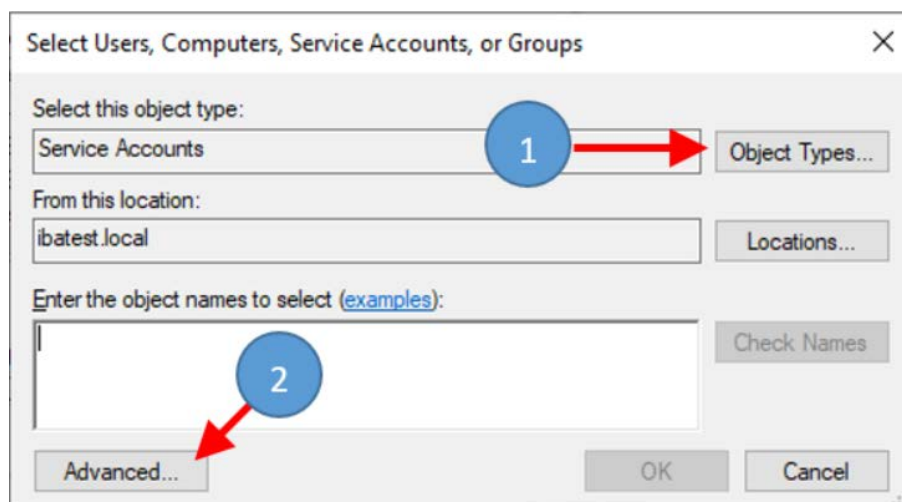 Select Users, Computers, Service Accounts, or Groups
Select this object type:
Service Accounts
1
Object Types...
From this location:
ibatest.local
Locations...
Enter the object names to select (examples):
Check Names
2
Advanced...
OK
Cancel